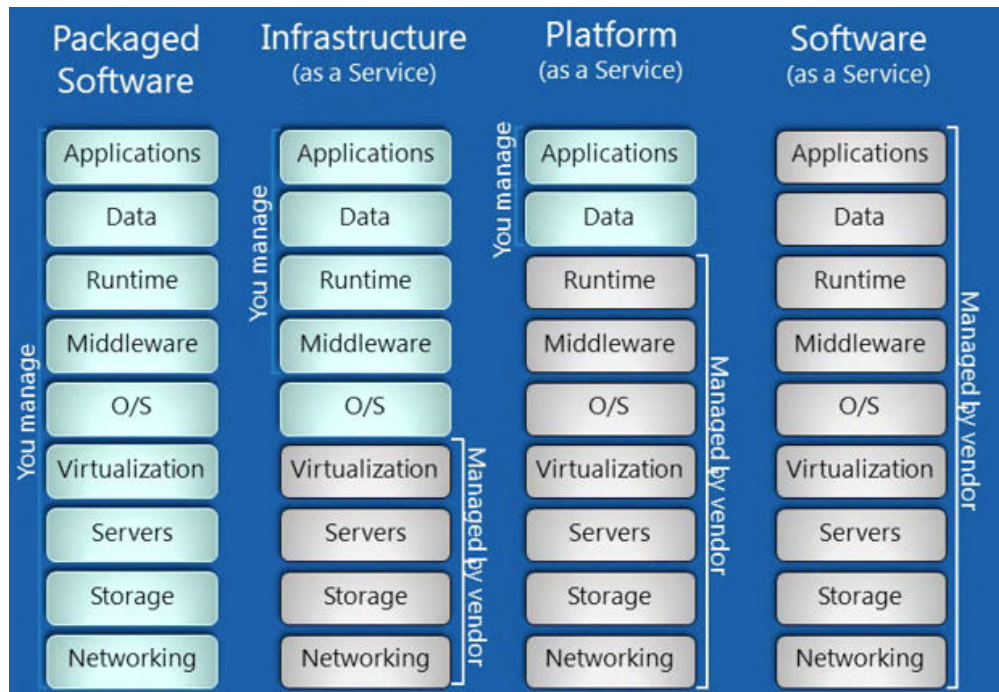 Packaged
Software
You manage
Applications
Data
Runtime
Middleware
O/S
Virtualization
Servers
Storage
Networking
Infrastructure
(as a Service)
You manage
Applications
Data
Runtime
Middleware
O/S
Virtualization
Servers
Storage
Networking
Managed by vendor
Platform
(as a Service)
You manage
Applications
Data
Runtime
Middleware
O/S
Virtualization
Servers
Storage
Networking
Managed by vendor
Software
(as a Service)
Applications
Data
Runtime
Middleware
O/S
Virtualization
Servers
Storage
Networking
Managed by vendor